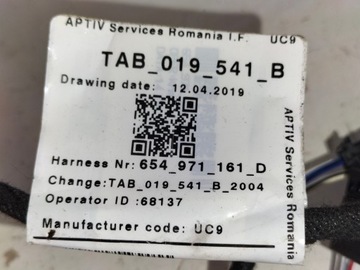 APTIV Services Romania I.F. UC9
TAB_019_541_B
Drawing date: 12.04.2019
Harness Nr: 654_971_161_D
Change:TAB_019_541_B_2004
Operator ID :68137
Manufacturer code: UC9
APTIV Services Romania